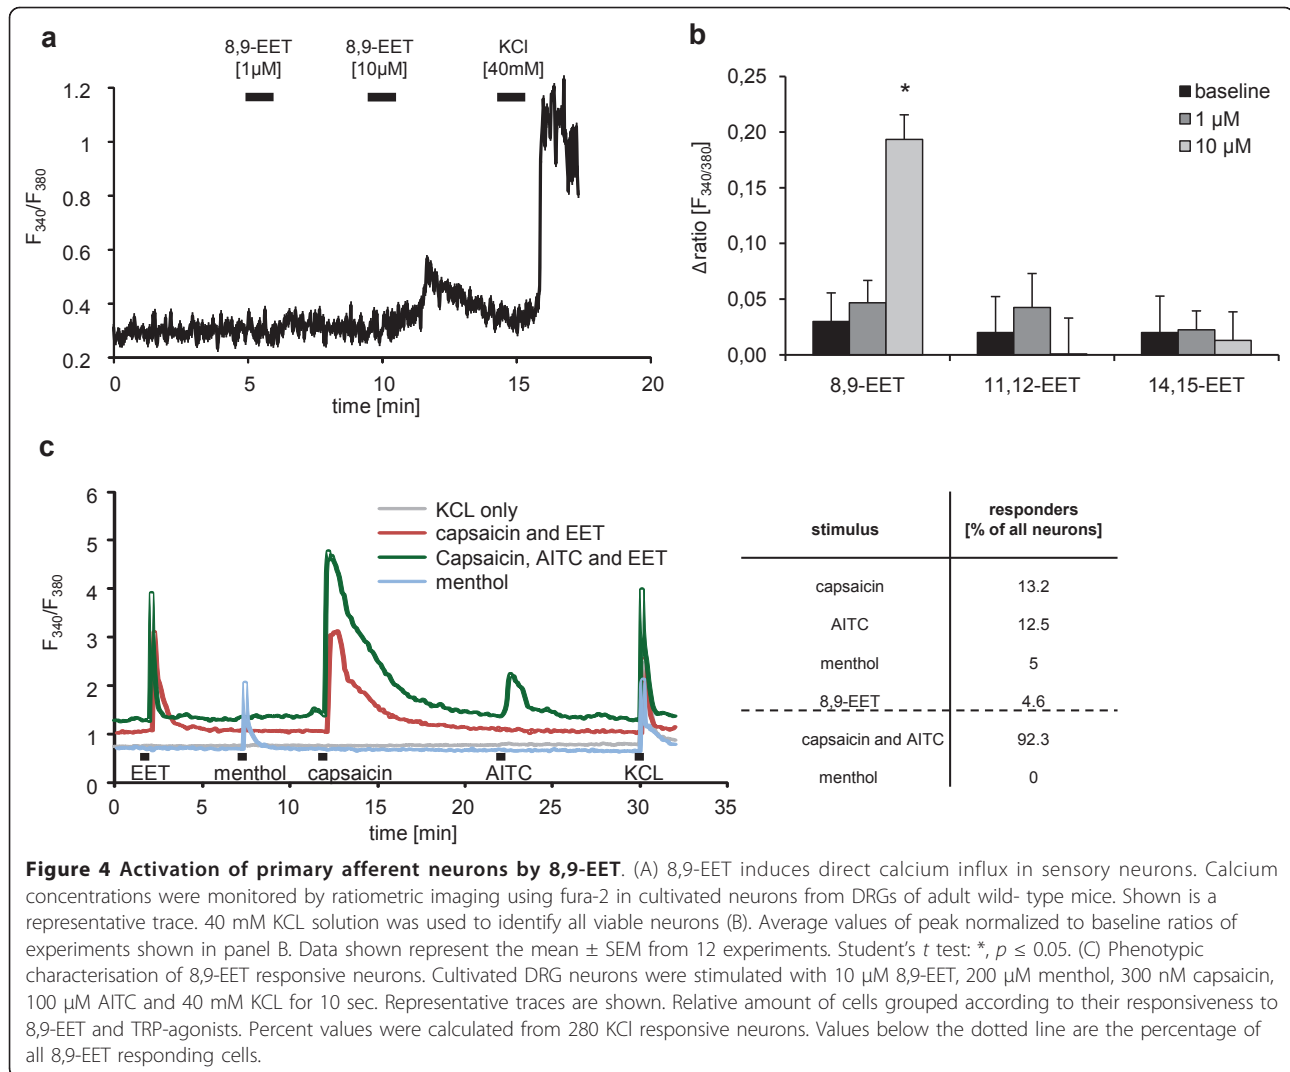 a
8,9-EET [1µM]
8,9-EET [10µM]
KCl [40mM]
1.2
1
0.8
0.6
0.4
0.2
F340/F380
0 5 10 15 20
time [min]
b
0,25
0,20
0,15
0,10
0,05
0,00
Δratio [F340/380]
*
baseline
1 µM
10 µM
8,9-EET 11,12-EET 14,15-EET
c
6
5
4
3
2
1
0
F340/F380
KCL only
capsaicin and EET
Capsaicin, AITC and EET
menthol
EET menthol capsaicin AITC KCL
0 5 10 15 20 25 30 35
time [min]
stimulus responders [% of all neurons]
capsaicin 13.2
AITC 12.5
menthol 5
8,9-EET 4.6
capsaicin and AITC 92.3
menthol 0
Figure 4 Activation of primary afferent neurons by 8,9-EET. (A) 8,9-EET induces direct calcium influx in sensory neurons. Calcium
concentrations were monitored by ratiometric imaging using fura-2 in cultivated neurons from DRGs of adult wild- type mice. Shown is a
representative trace. 40 mM KCL solution was used to identify all viable neurons (B). Average values of peak normalized to baseline ratios of
experiments shown in panel B. Data shown represent the mean ± SEM from 12 experiments. Student's t test: *, p ≤ 0.05. (C) Phenotypic
characterisation of 8,9-EET responsive neurons. Cultivated DRG neurons were stimulated with 10 µM 8,9-EET, 200 µM menthol, 300 nM capsaicin,
100 µM AITC and 40 mM KCL for 10 sec. Representative traces are shown. Relative amount of cells grouped according to their responsiveness to
8,9-EET and TRP-agonists. Percent values were calculated from 280 KCl responsive neurons. Values below the dotted line are the percentage of
all 8,9-EET responding cells.